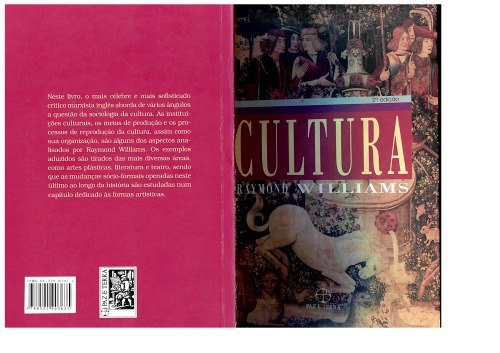 Neste livro, o mais célebre e mais sofisticado
crítico marxista inglês aborda de vários ângulos
a questão da sociologia da cultura. As institui-
ções culturais, os meios de produção e os pro-
cessos de reprodução da cultura, assim como
sua organização, são alguns dos aspectos ana-
lisados por Raymond Williams. Os exemplos
aduzidos são tirados das mais diversas áreas,
como artes plásticas, literatura e teatro, sendo
que as mudanças sócio-formais operadas neste
último ao longo da história são estudadas num
capítulo dedicado às formas artísticas.
PAZ E TERRA
2ª edição
CULTURA
RAYMOND WILLIAMS
PAZ E TERRA